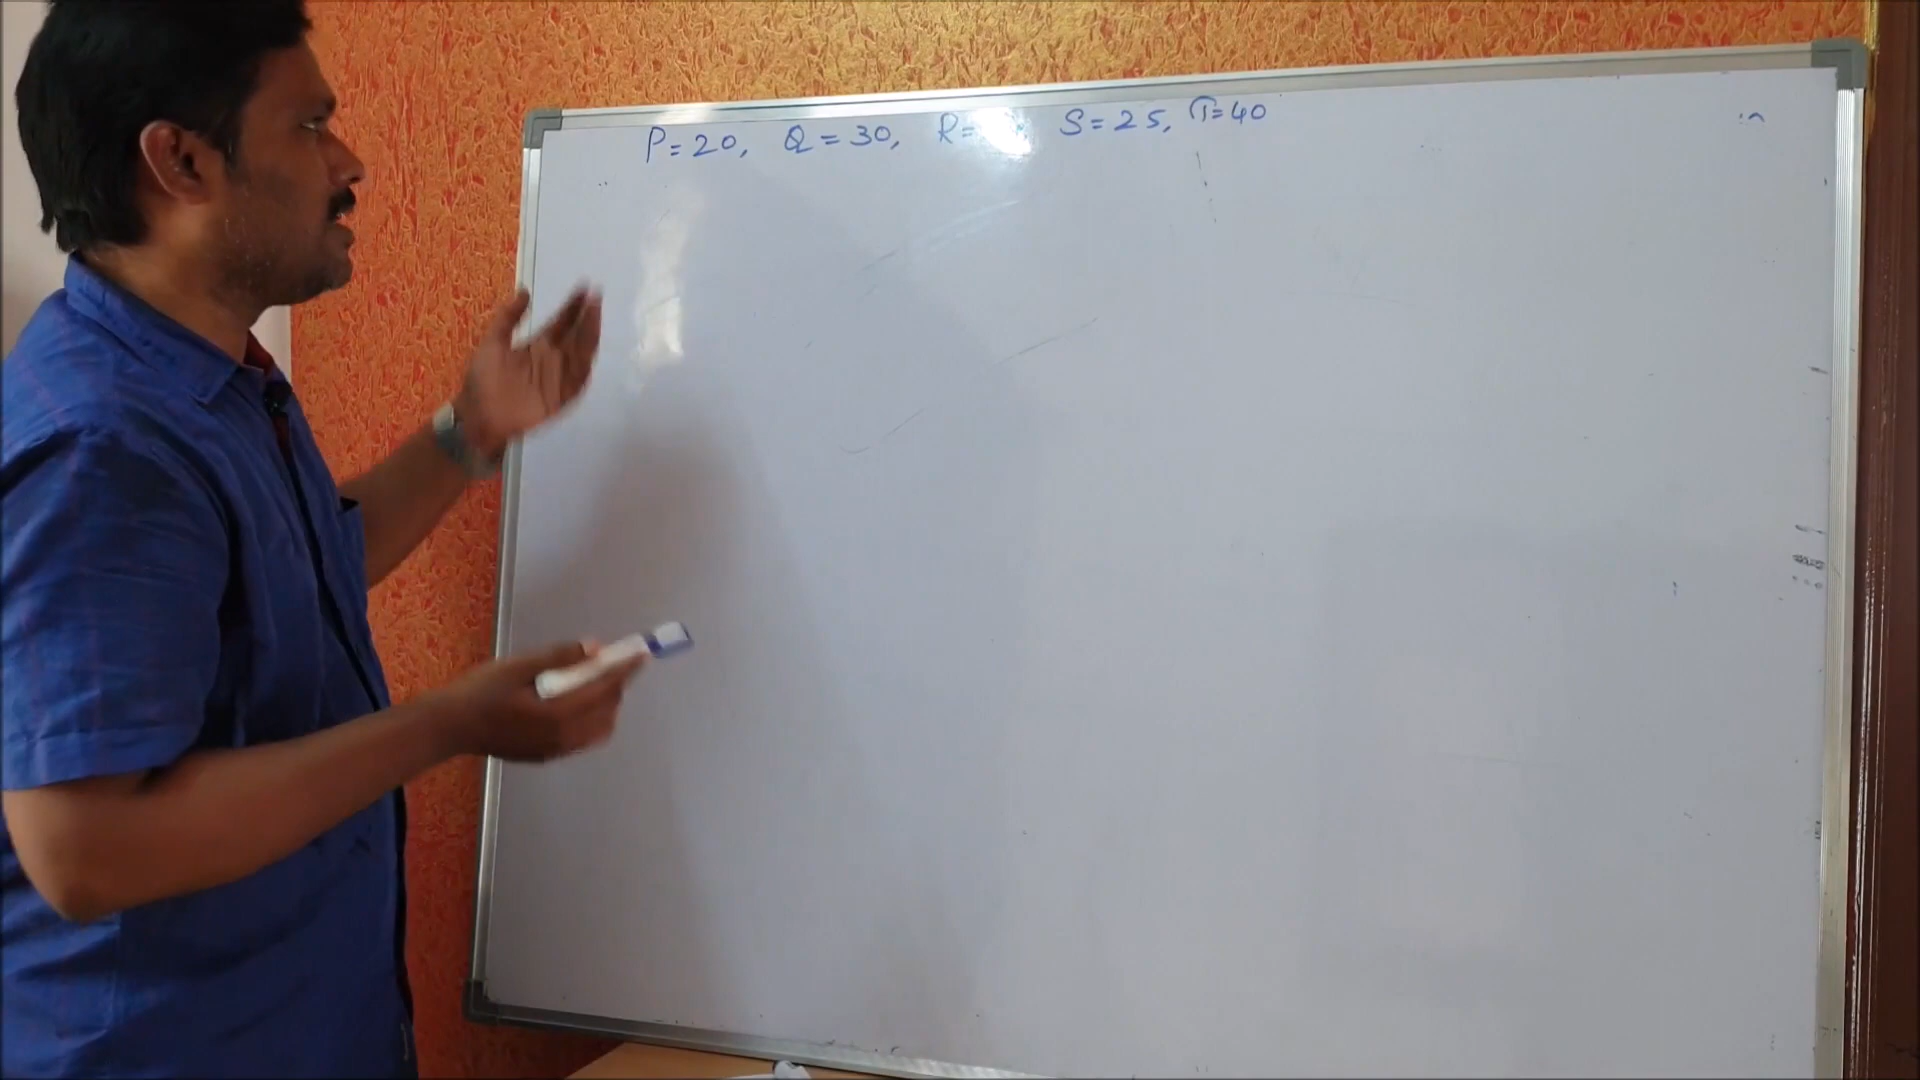 P=20, Q=30, R= S=25, T=40